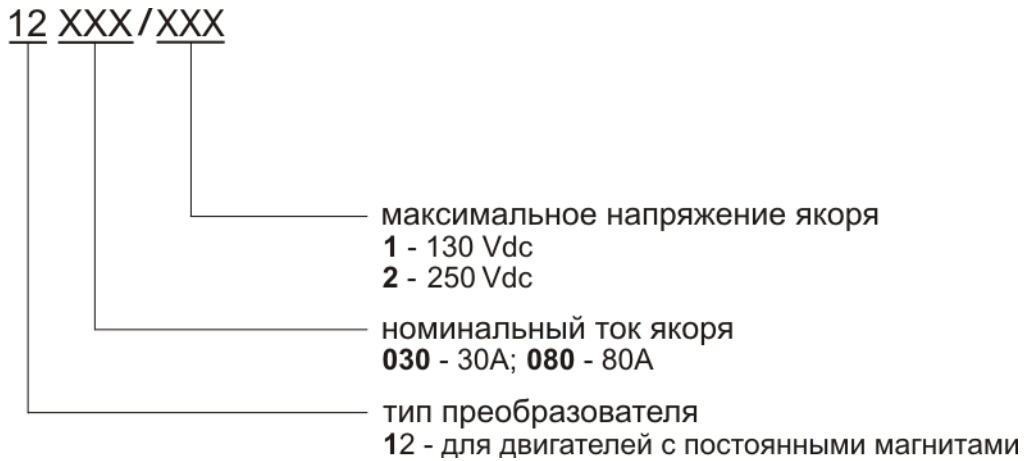 12 XXX/XXX
максимальное напряжение якоря
1 - 130 Vdc
2 - 250 Vdc
номинальный ток якоря
030 - 30A; 080 - 80A
тип преобразователя
12 - для двигателей с постоянными магнитами